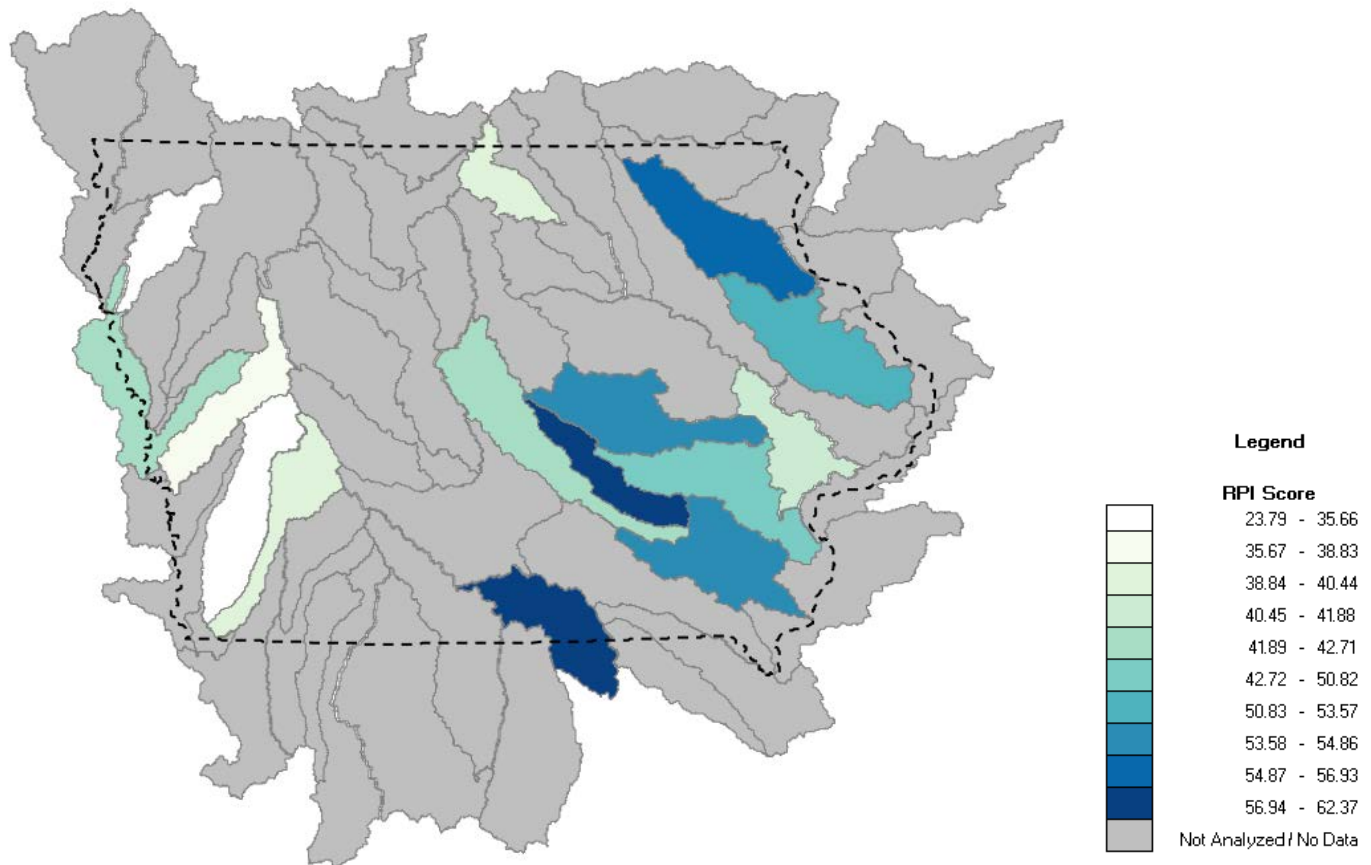 Legend
RPI Score
23.79 - 35.66
35.67 - 38.83
38.84 - 40.44
40.45 - 41.88
41.89 - 42.71
42.72 - 50.82
50.83 - 53.57
53.58 - 54.86
54.87 - 56.93
56.94 - 62.37
Not Analyzed / No Data